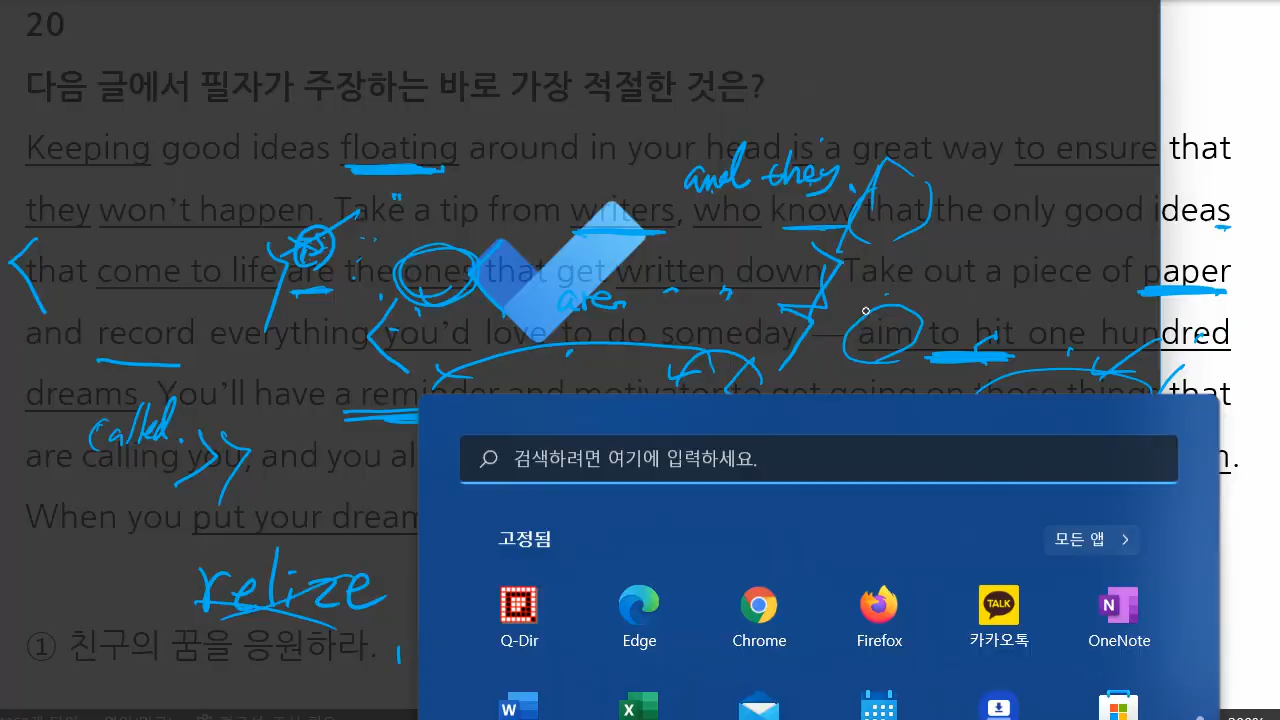 20
다음 글에서 필자가 주장하는 바로 가장 적절한 것은?
Keeping good ideas floating around in your head is a great way to ensure that
and they
they won't happen. Take a tip from writers, who know that the only good ideas
that come to life are the ones that get written down. Take out a piece of paper
are
and record everything you'd love to do someday — aim to hit one hundred
dreams. You'll have a reminder and motivator to get going on those things that
called.
are calling you, and you al
When you put your dream
relize
① 친구의 꿈을 응원하라.
검색하려면 여기에 입력하세요.
고정됨
모든 앱
Q-Dir Edge Chrome Firefox 카카오톡 OneNote
TALK